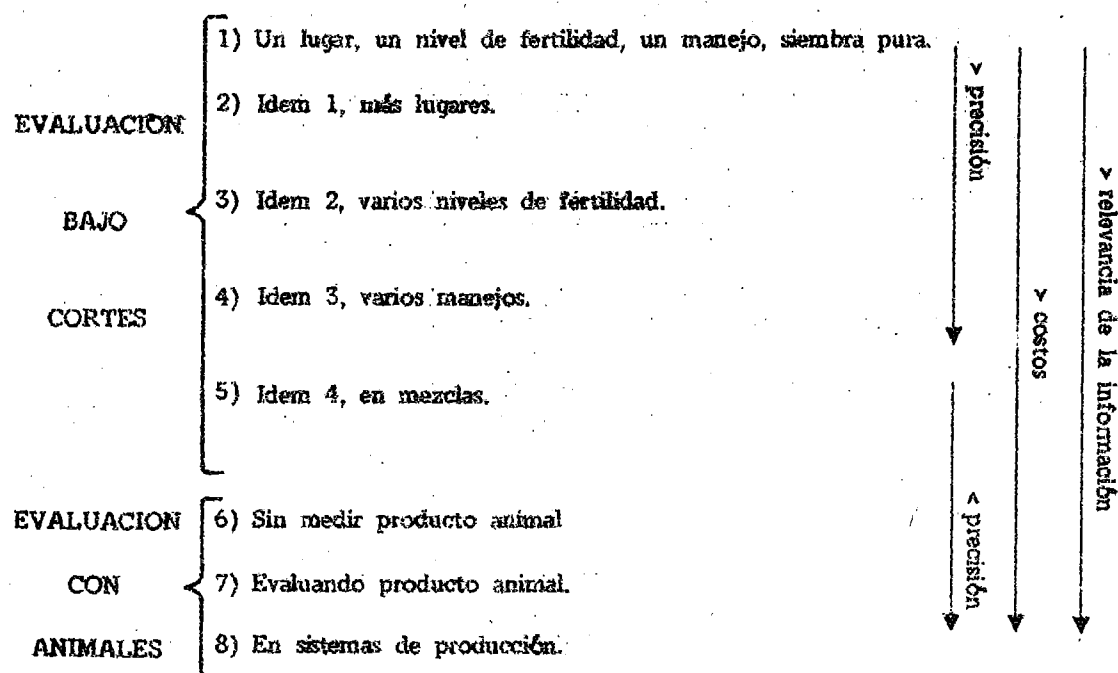 1) Un lugar, un nivel de fertilidad, un manejo, siembra pura.
2) Idem 1, más lugares.
EVALUACION
3) Idem 2, varios niveles de fertilidad.
BAJO
4) Idem 3, varios manejos.
CORTES
5) Idem 4, en mezclas.
> precisión
> costos
> relevancia de la información
< precisión
EVALUACION
6) Sin medir producto animal
CON
7) Evaluando producto animal.
ANIMALES
8) En sistemas de producción.